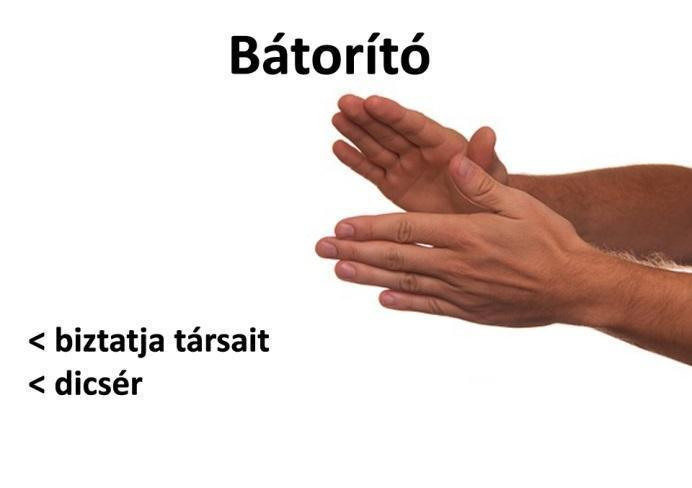 Bátorító
< biztatja társait
< dicsér